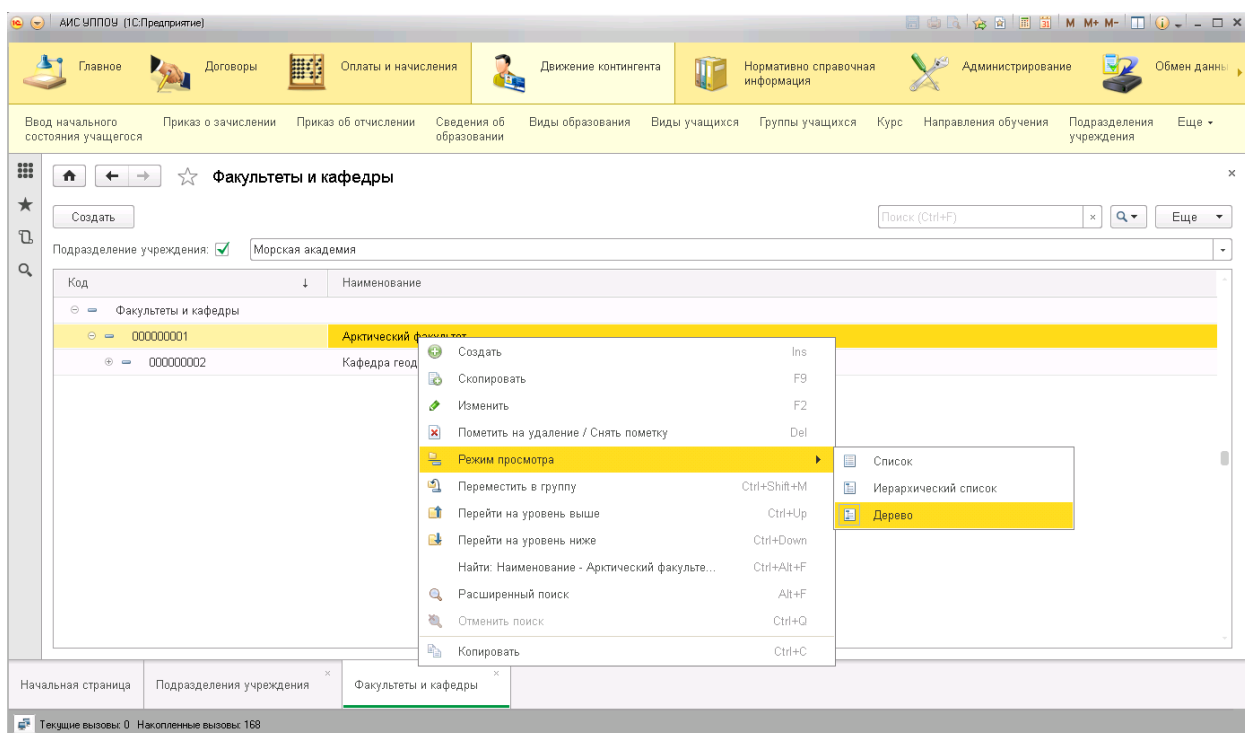 АИС УППОУ (1С:Предприятие)
M M+ M-
Главное
Договоры
Оплаты и начисления
Движение контингента
Нормативно справочная
информация
Администрирование
Обмен данны
Ввод начального
состояния учащегося
Приказ о зачислении
Приказ об отчислении
Сведения об
образовании
Виды образования
Виды учащихся
Группы учащихся
Курс
Направления обучения
Подразделения
учреждения
Еще
Факультеты и кафедры
Создать
Поиск (Ctrl+F)
Еще
Подразделение учреждения:
Морская академия
Код ↓
Наименование
Факультеты и кафедры
000000001
Арктический факультет
000000002
Кафедра геод
Создать Ins
Скопировать F9
Изменить F2
Пометить на удаление / Снять пометку Del
Режим просмотра
Переместить в группу Ctrl+Shift+M
Перейти на уровень выше Ctrl+Up
Перейти на уровень ниже Ctrl+Down
Найти: Наименование - Арктический факульте... Ctrl+Alt+F
Расширенный поиск Alt+F
Отменить поиск Ctrl+Q
Копировать Ctrl+C
Список
Иерархический список
Дерево
Начальная страница
Подразделения учреждения
Факультеты и кафедры
Текущие вызовы: 0 Накопленные вызовы: 168